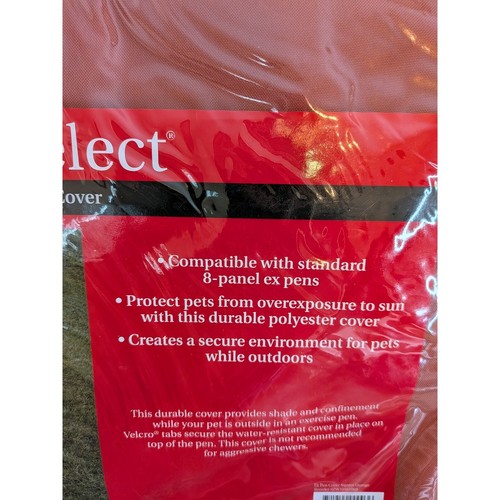 elect®
Cover
• Compatible with standard
8-panel ex pens
• Protect pets from overexposure to sun
with this durable polyester cover
• Creates a secure environment for pets
while outdoors
This durable cover provides shade and confinement
while your pet is outside in an exercise pen.
Velcro® tabs secure the water-resistant cover in place on
top of the pen. This cover is not recommended
for aggressive chewers.